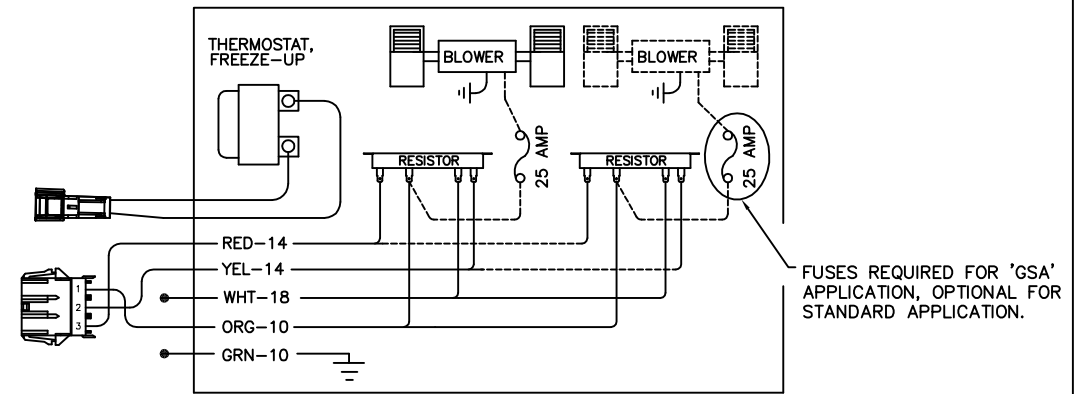 THERMOSTAT,
FREEZE-UP
BLOWER
BLOWER
25 AMP
25 AMP
RESISTOR
RESISTOR
RED-14
YEL-14
WHT-18
ORG-10
GRN-10
1
2
3
FUSES REQUIRED FOR 'GSA'
APPLICATION, OPTIONAL FOR
STANDARD APPLICATION.